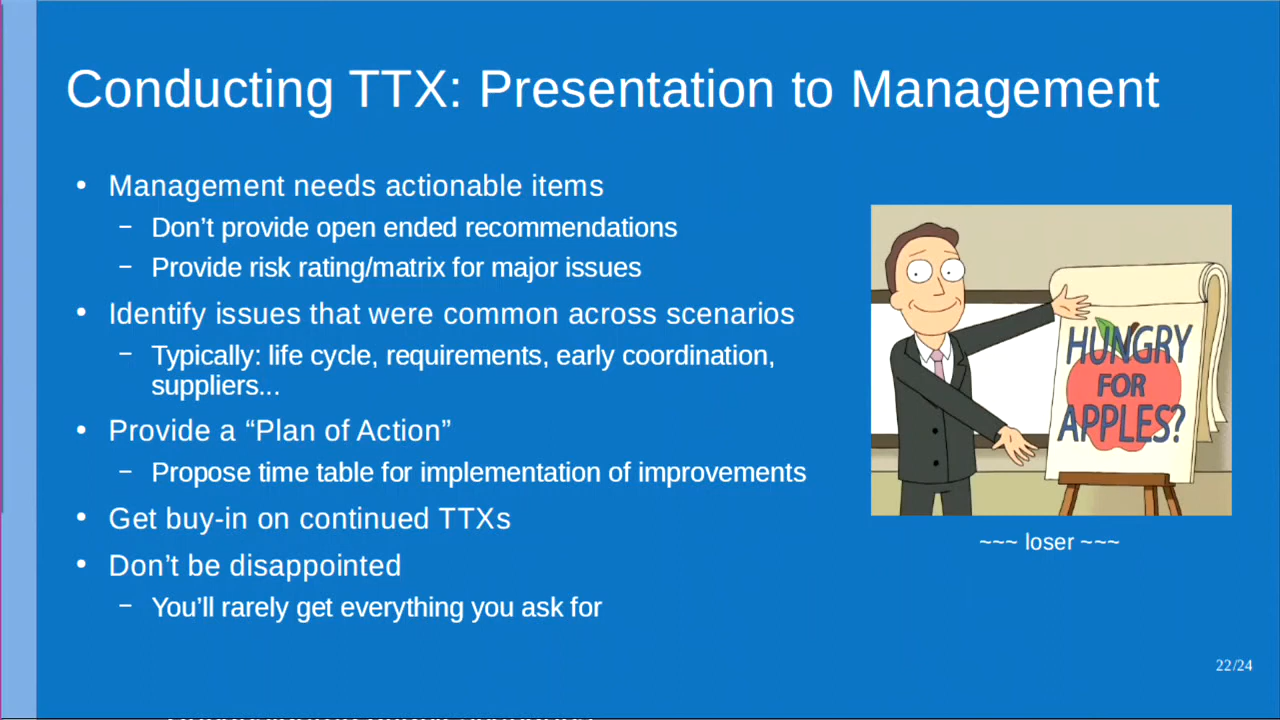 Conducting TTX: Presentation to Management
• Management needs actionable items
– Don’t provide open ended recommendations
– Provide risk rating/matrix for major issues
• Identify issues that were common across scenarios
– Typically: life cycle, requirements, early coordination,
suppliers...
• Provide a “Plan of Action”
– Propose time table for implementation of improvements
• Get buy-in on continued TTXs
• Don’t be disappointed
– You’ll rarely get everything you ask for
HUNGRY
FOR
APPLES?
~~~ loser ~~~
22/24